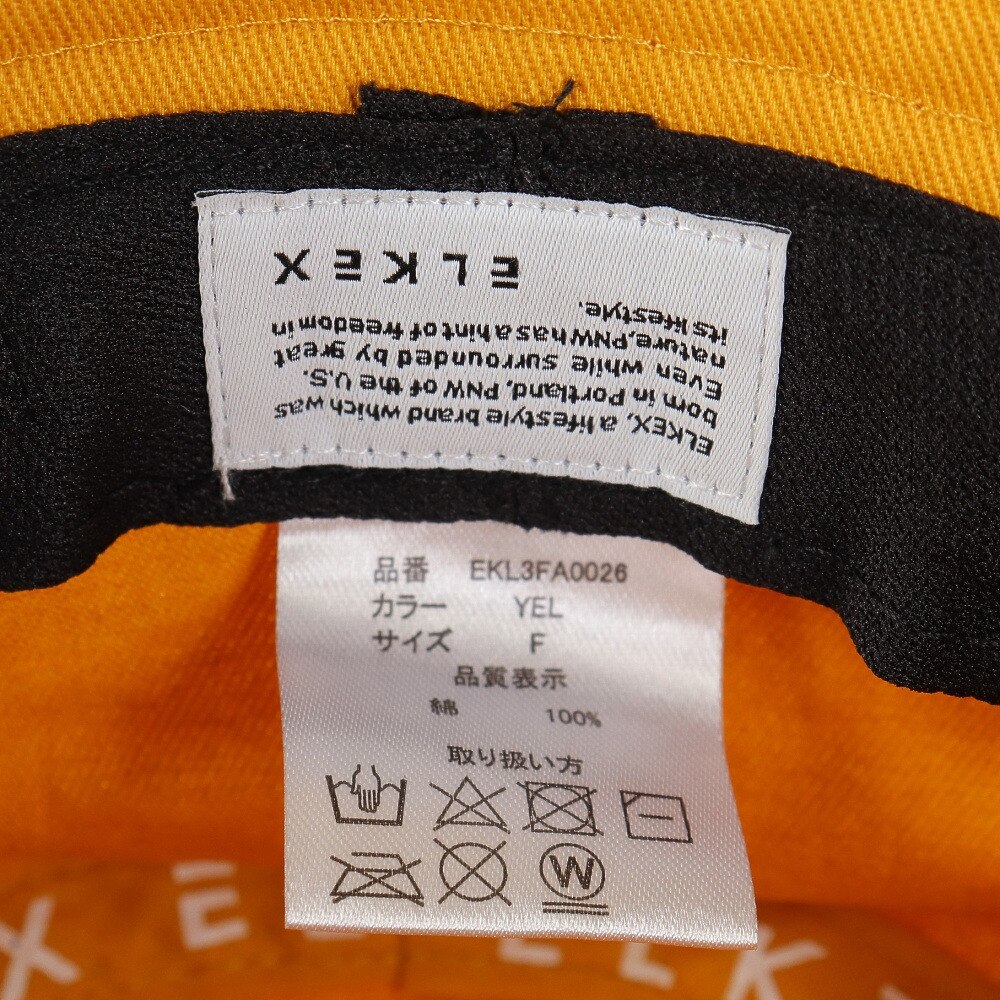 ELKEX
ELKEX, a lifestyle brand which was
born in Portland, PNW of the U.S.
Even while surrounded by great
nature,PNW has a hint of freedom in
its lifestyle.
品番 EKL3FA0026
カラー YEL
サイズ F
品質表示
綿 100%
取り扱い方
W
X E L E L K